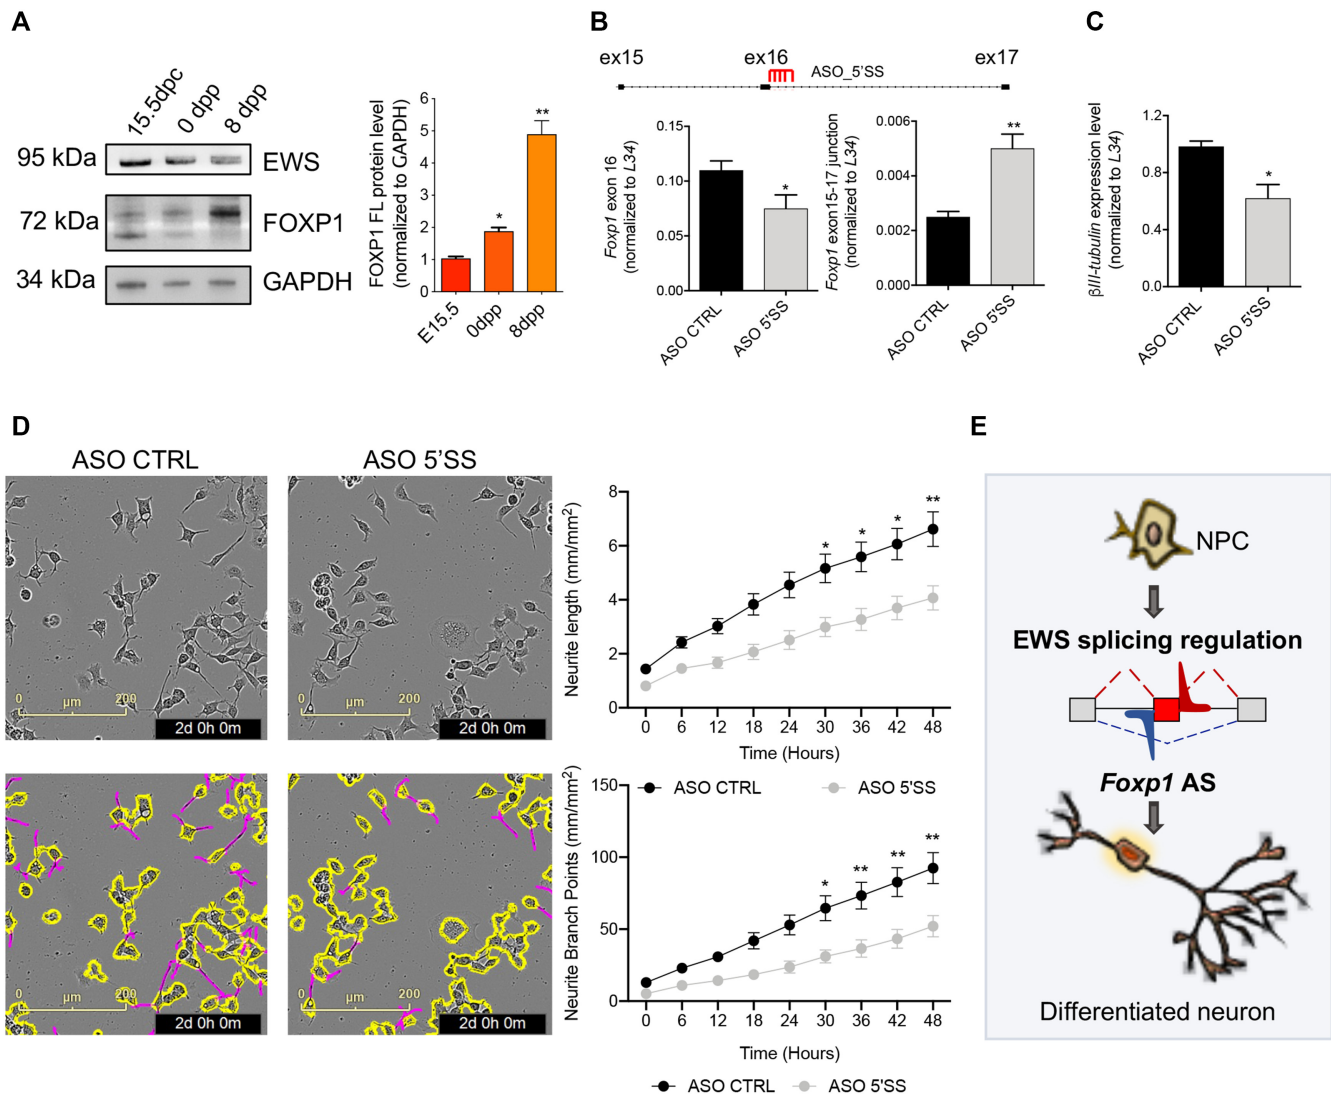 A
15.5dpc
0 dpp
8 dpp
95 kDa
EWS
72 kDa
FOXP1
34 kDa
GAPDH
FOXP1 FL protein level
(normalized to GAPDH)
6
5
4
3
2
1
0
*
**
E15.5
0dpp
8dpp
B
ex15
ex16
ex17
ASO_5'SS
Foxp1 exon 16
(normalized to L34)
0.15
0.10
0.05
0.00
*
ASO CTRL
ASO 5'SS
Foxp1 exon15-17 junction
(normalized to L34)
0.006
0.004
0.002
0.000
**
ASO CTRL
ASO 5'SS
C
βIII-tubulin expression level
(normalized to L34)
1.2
0.8
0.4
0.0
*
ASO CTRL
ASO 5'SS
D
ASO CTRL
ASO 5'SS
0 µm 200
2d 0h 0m
0 µm 200
2d 0h 0m
0 µm 200
2d 0h 0m
0 µm 200
2d 0h 0m
Neurite length (mm/mm²)
8
6
4
2
0
* * * **
0 6 12 18 24 30 36 42 48
Time (Hours)
ASO CTRL ASO 5'SS
Neurite Branch Points (mm/mm²)
150
100
50
0
* ** ** **
0 6 12 18 24 30 36 42 48
Time (Hours)
ASO CTRL ASO 5'SS
E
NPC
EWS splicing regulation
Foxp1 AS
Differentiated neuron